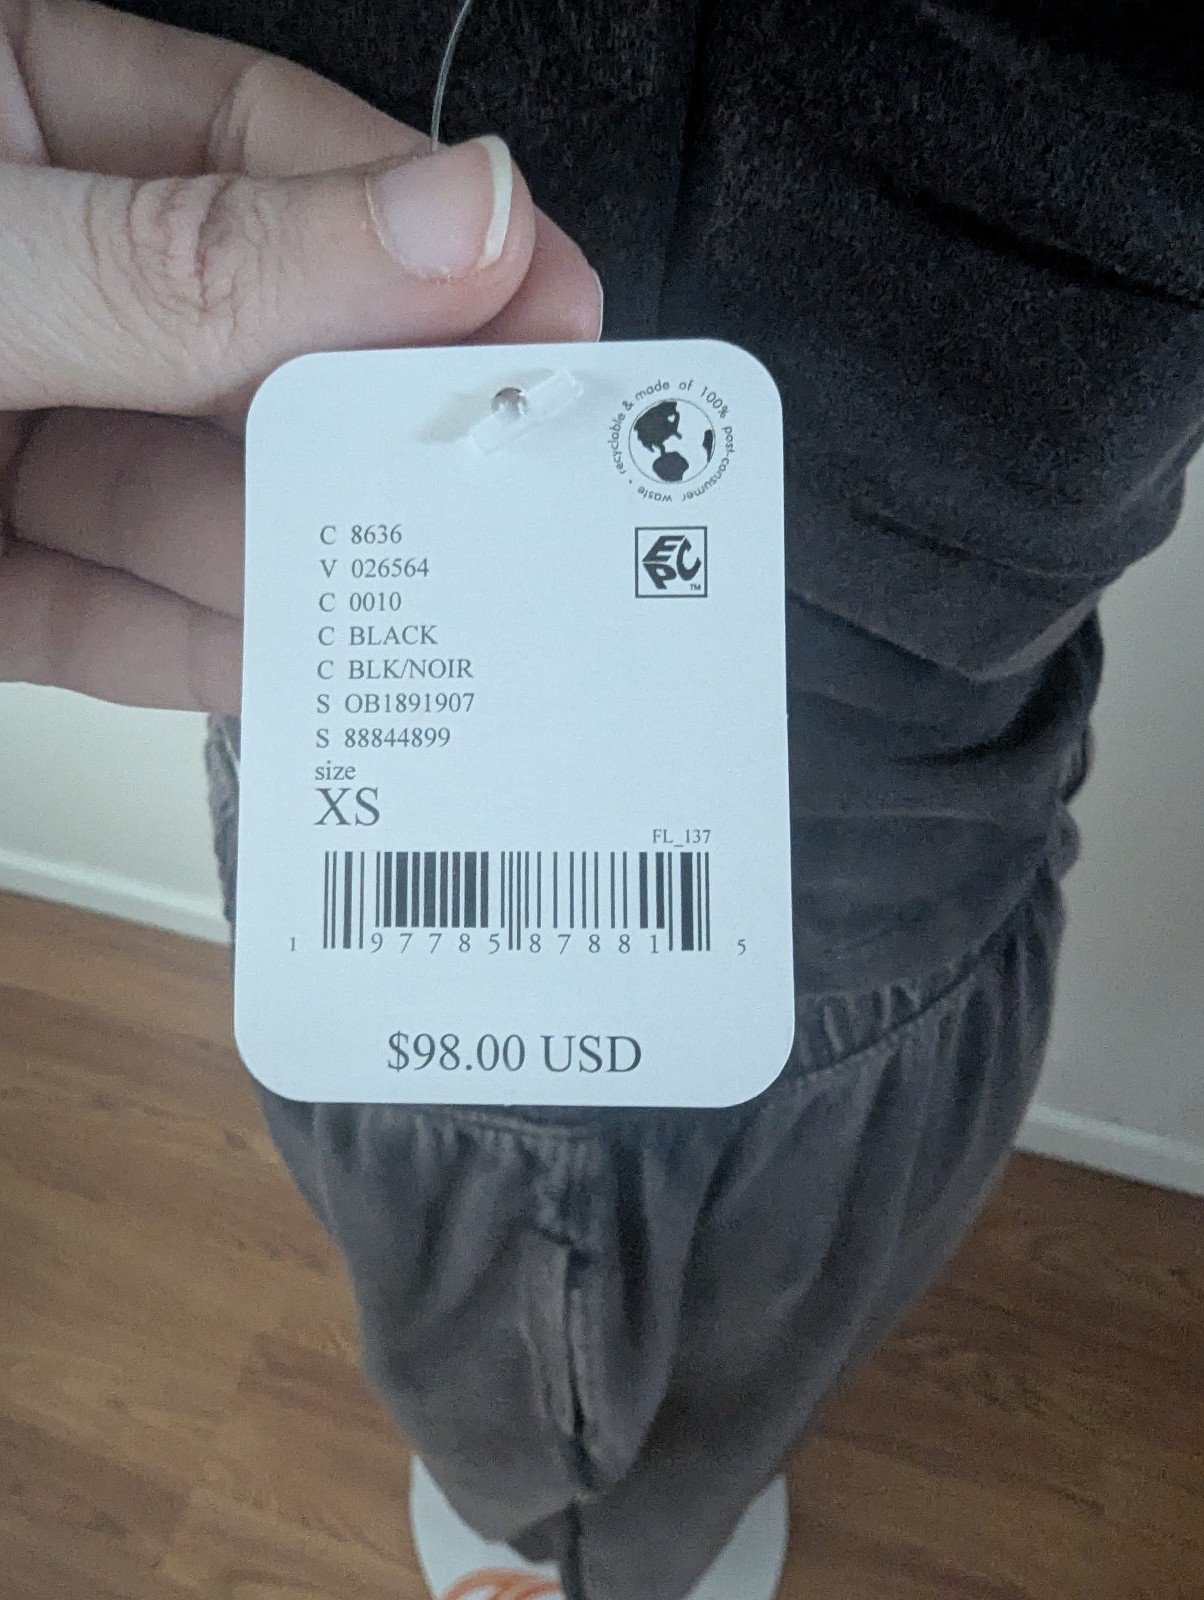 recyclable & made of 100% post-consumer waste •
C 8636
EPC™
V 026564
C 0010
C BLACK
C BLK/NOIR
S OB1891907
S 88844899
size
XS
FL_137
1 97785 87881 5
$98.00 USD